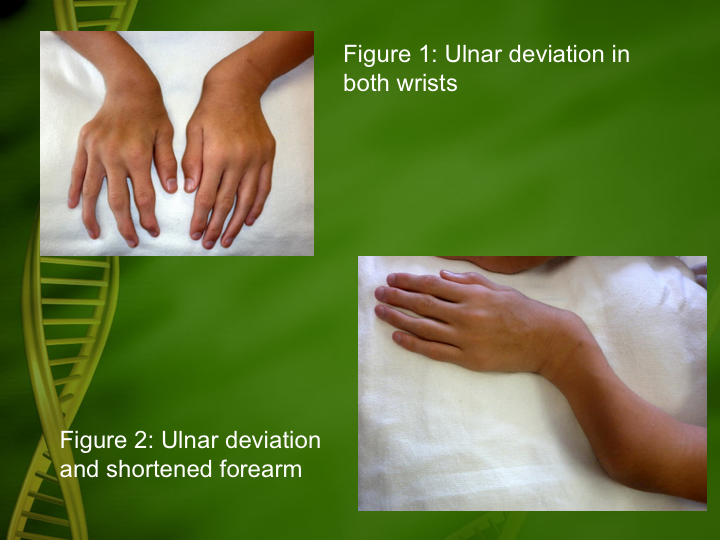 Figure 1: Ulnar deviation in
both wrists
Figure 2: Ulnar deviation
and shortened forearm